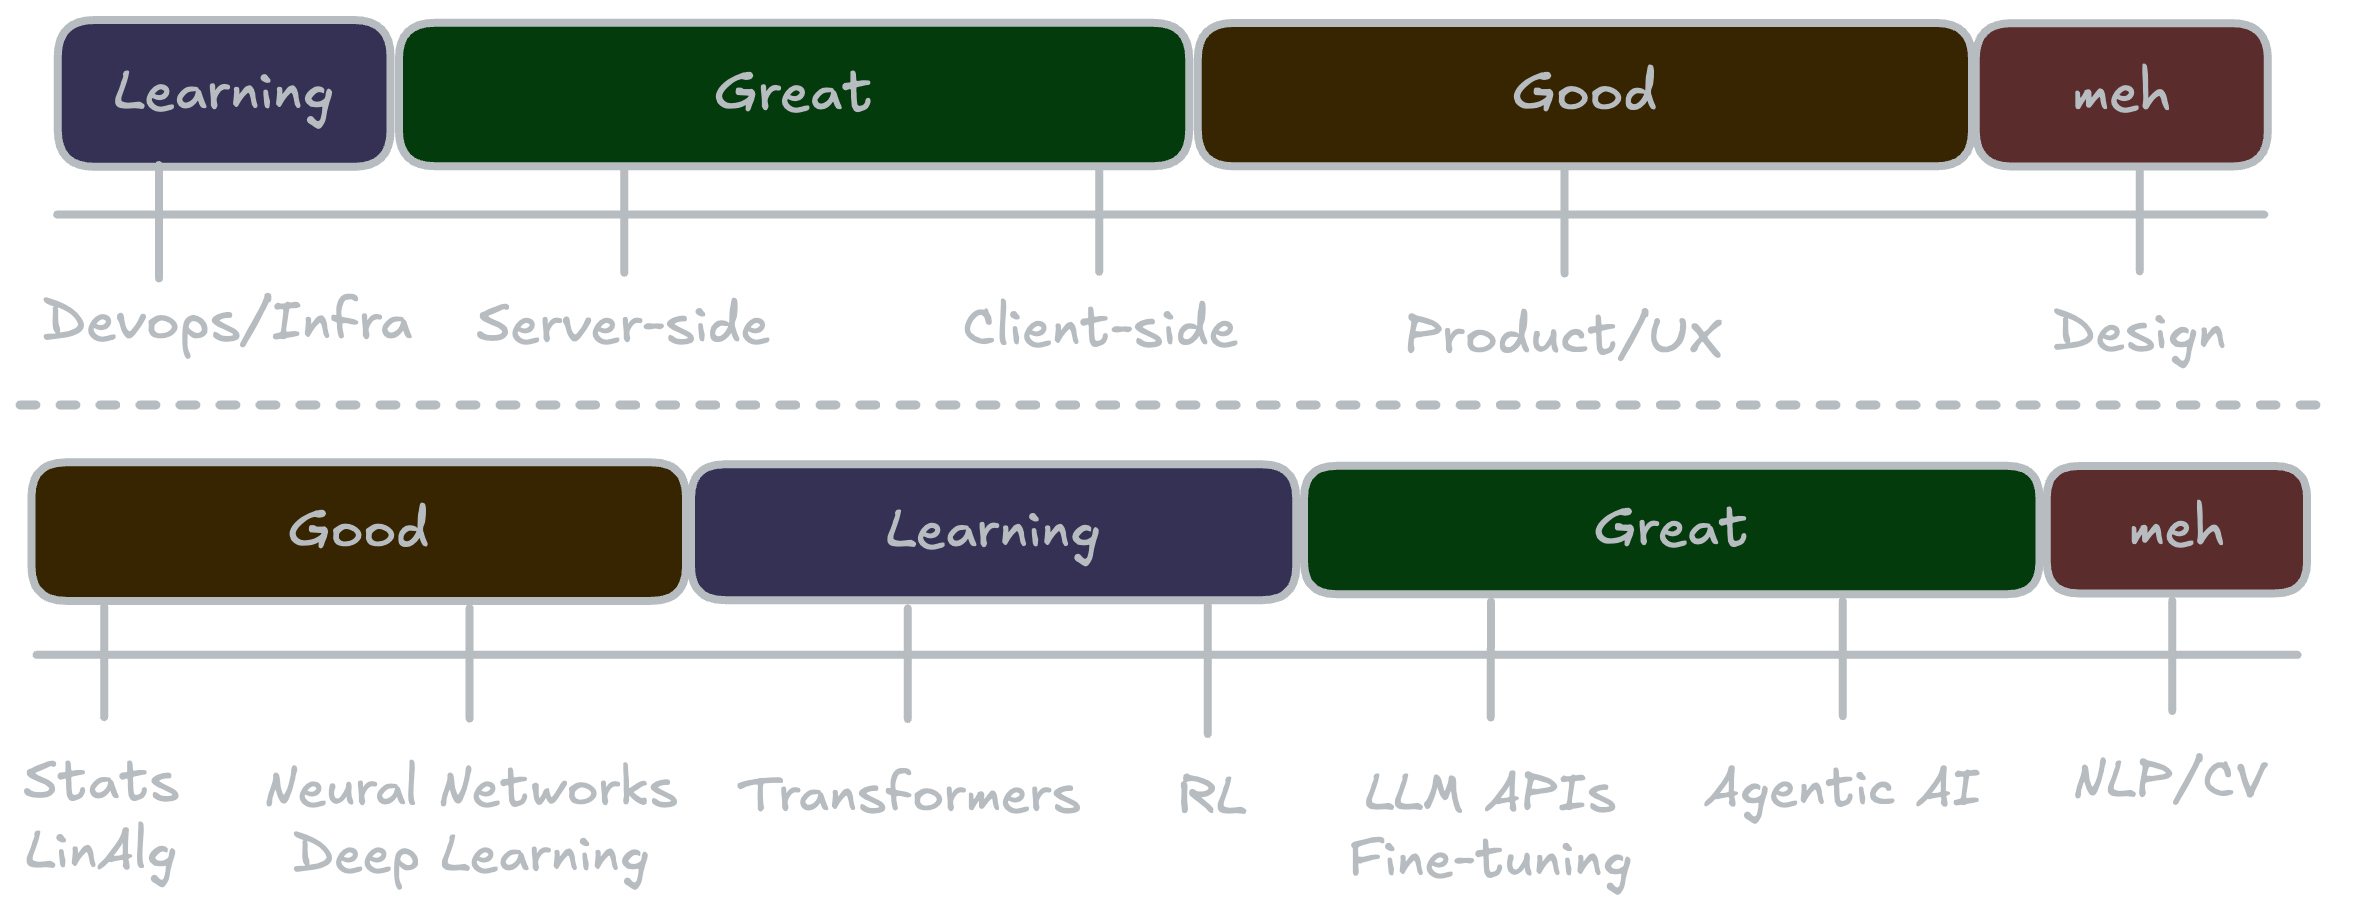 Learning Great Good meh
Devops/Infra Server-side Client-side Product/UX Design
Good Learning Great meh
Stats Neural Networks Transformers RL LLM APIs Agentic AI NLP/CV
LinAlg Deep Learning Fine-tuning